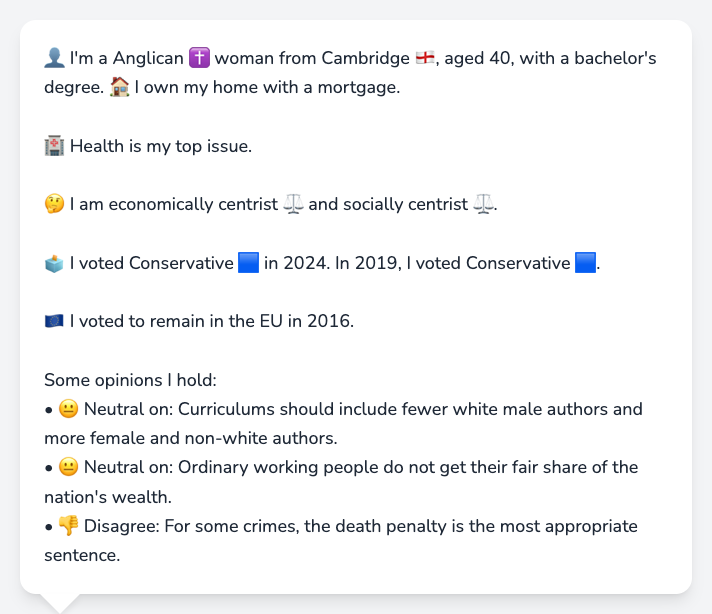 👤 I'm a Anglican ✝️ woman from Cambridge 🏴󠁧󠁢󠁥󠁮󠁧󠁿, aged 40, with a bachelor's
degree. 🏠 I own my home with a mortgage.
🏥 Health is my top issue.
🤔 I am economically centrist ⚖️ and socially centrist ⚖️.
🗳️ I voted Conservative 🟦 in 2024. In 2019, I voted Conservative 🟦.
🇪🇺 I voted to remain in the EU in 2016.
Some opinions I hold:
• 😐 Neutral on: Curriculums should include fewer white male authors and
more female and non-white authors.
• 😐 Neutral on: Ordinary working people do not get their fair share of the
nation's wealth.
• 👎 Disagree: For some crimes, the death penalty is the most appropriate
sentence.